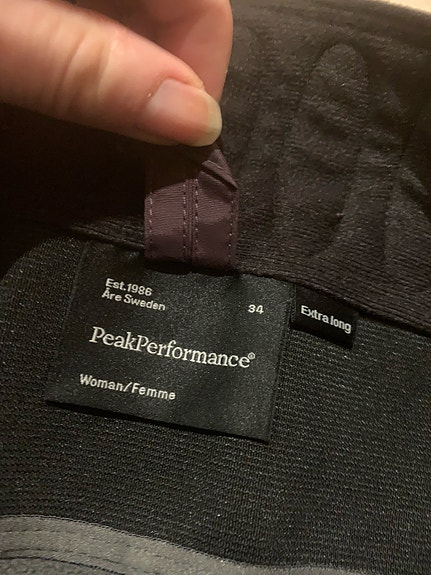 Est.1986
Åre Sweden
34
Extra long
PeakPerformance®
Woman/Femme